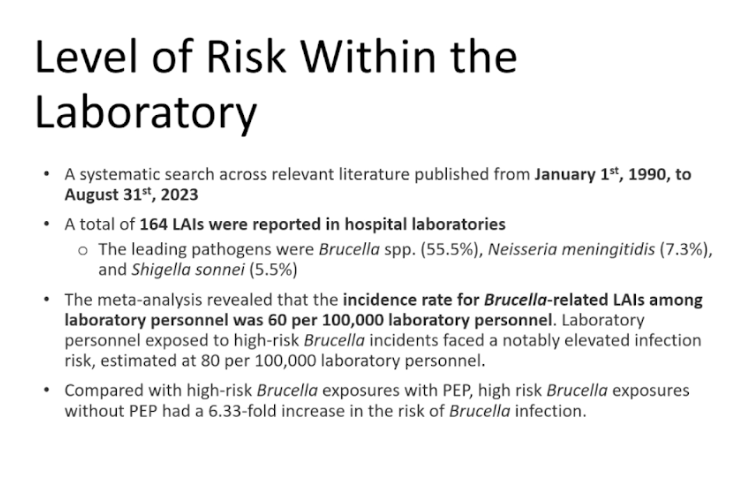 Level of Risk Within the
Laboratory
• A systematic search across relevant literature published from January 1st, 1990, to
August 31st, 2023
• A total of 164 LAIs were reported in hospital laboratories
o The leading pathogens were Brucella spp. (55.5%), Neisseria meningitidis (7.3%),
and Shigella sonnei (5.5%)
• The meta-analysis revealed that the incidence rate for Brucella-related LAIs among
laboratory personnel was 60 per 100,000 laboratory personnel. Laboratory
personnel exposed to high-risk Brucella incidents faced a notably elevated infection
risk, estimated at 80 per 100,000 laboratory personnel.
• Compared with high-risk Brucella exposures with PEP, high risk Brucella exposures
without PEP had a 6.33-fold increase in the risk of Brucella infection.